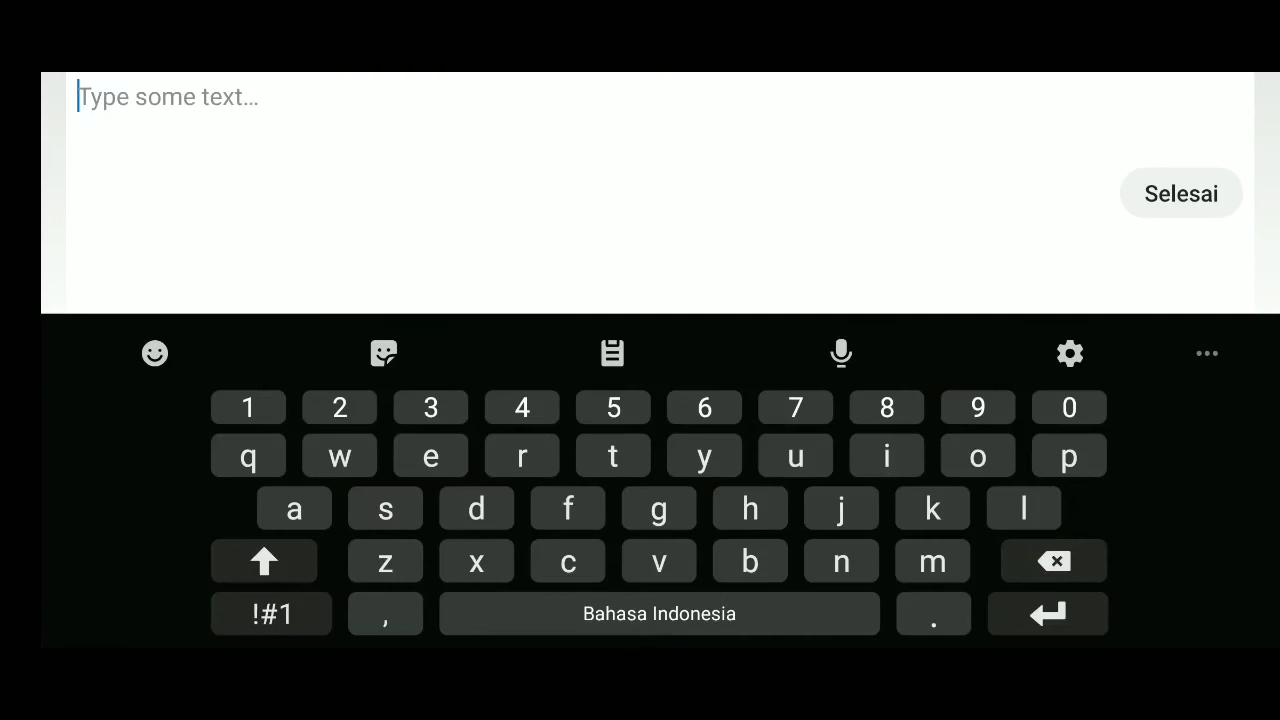 Type some text...
Selesai
1 2 3 4 5 6 7 8 9 0
q w e r t y u i o p
a s d f g h j k l
z x c v b n m
!#1 , Bahasa Indonesia .